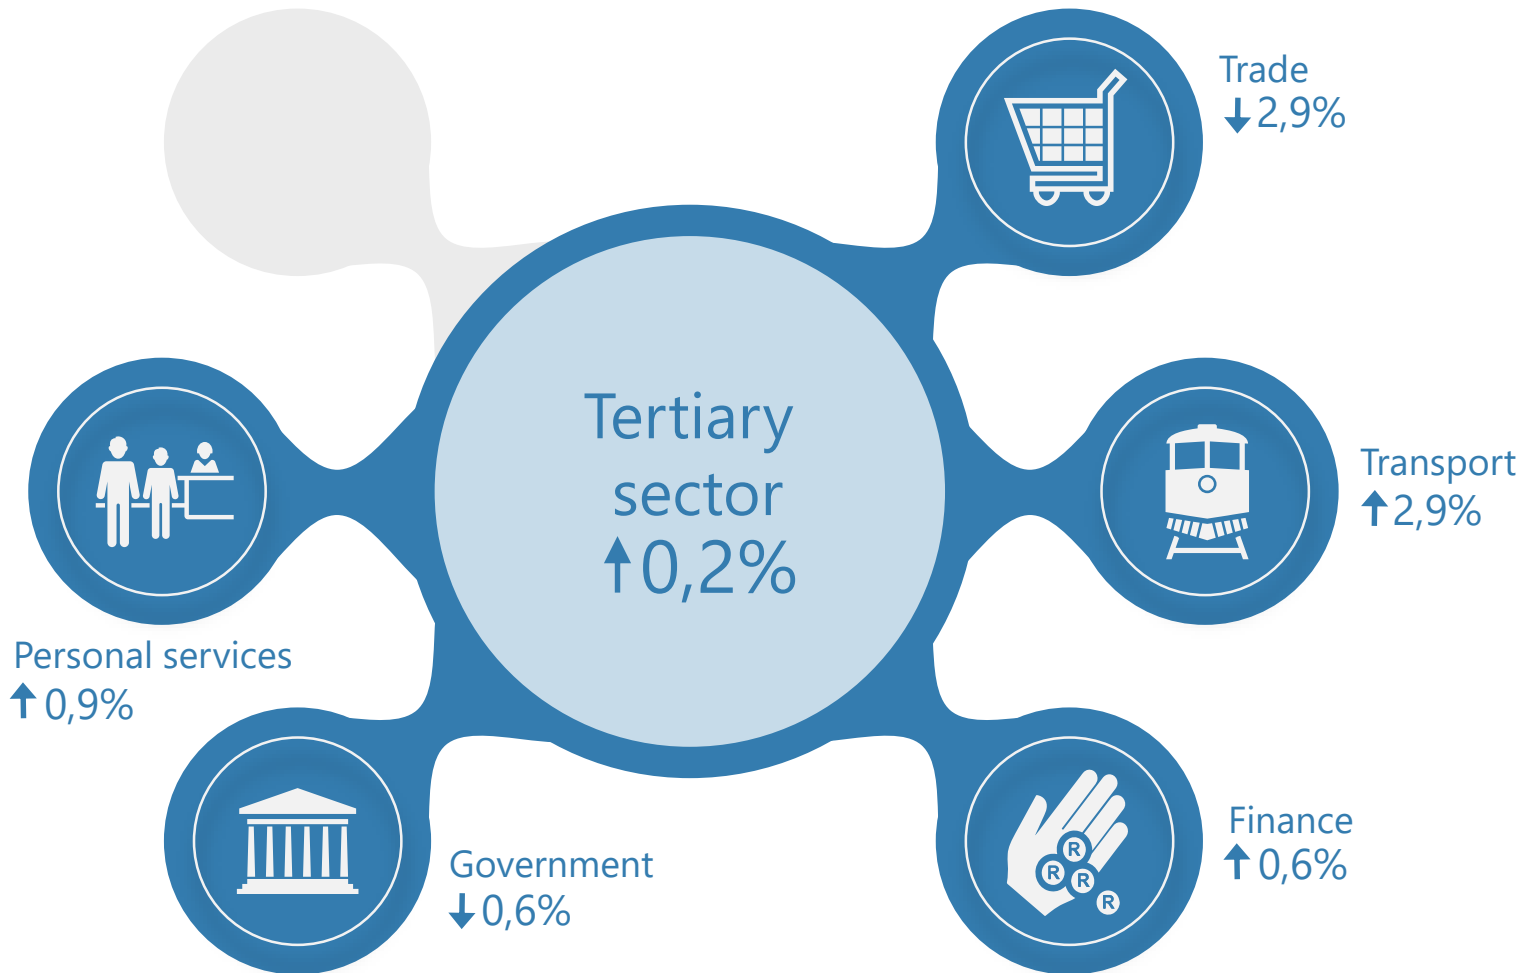 Trade
↓2,9%
Tertiary
sector
↑0,2%
Transport
↑2,9%
Personal services
↑0,9%
Finance
↑0,6%
R
R
R
R
Government
↓0,6%